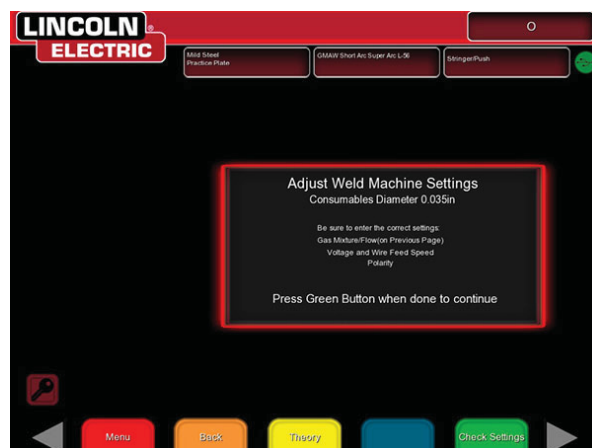 LINCOLN ®
ELECTRIC
O
Mild Steel
Practice Plate
GMAW Short Arc Super Arc L-56
Stringer/Push
Adjust Weld Machine Settings
Consumables Diameter 0.035in
Be sure to enter the correct settings:
Gas Mixture/Flow(on Previous Page)
Voltage and Wire Feed Speed
Polarity
Press Green Button when done to continue
Menu
Back
Theory
Check Settings